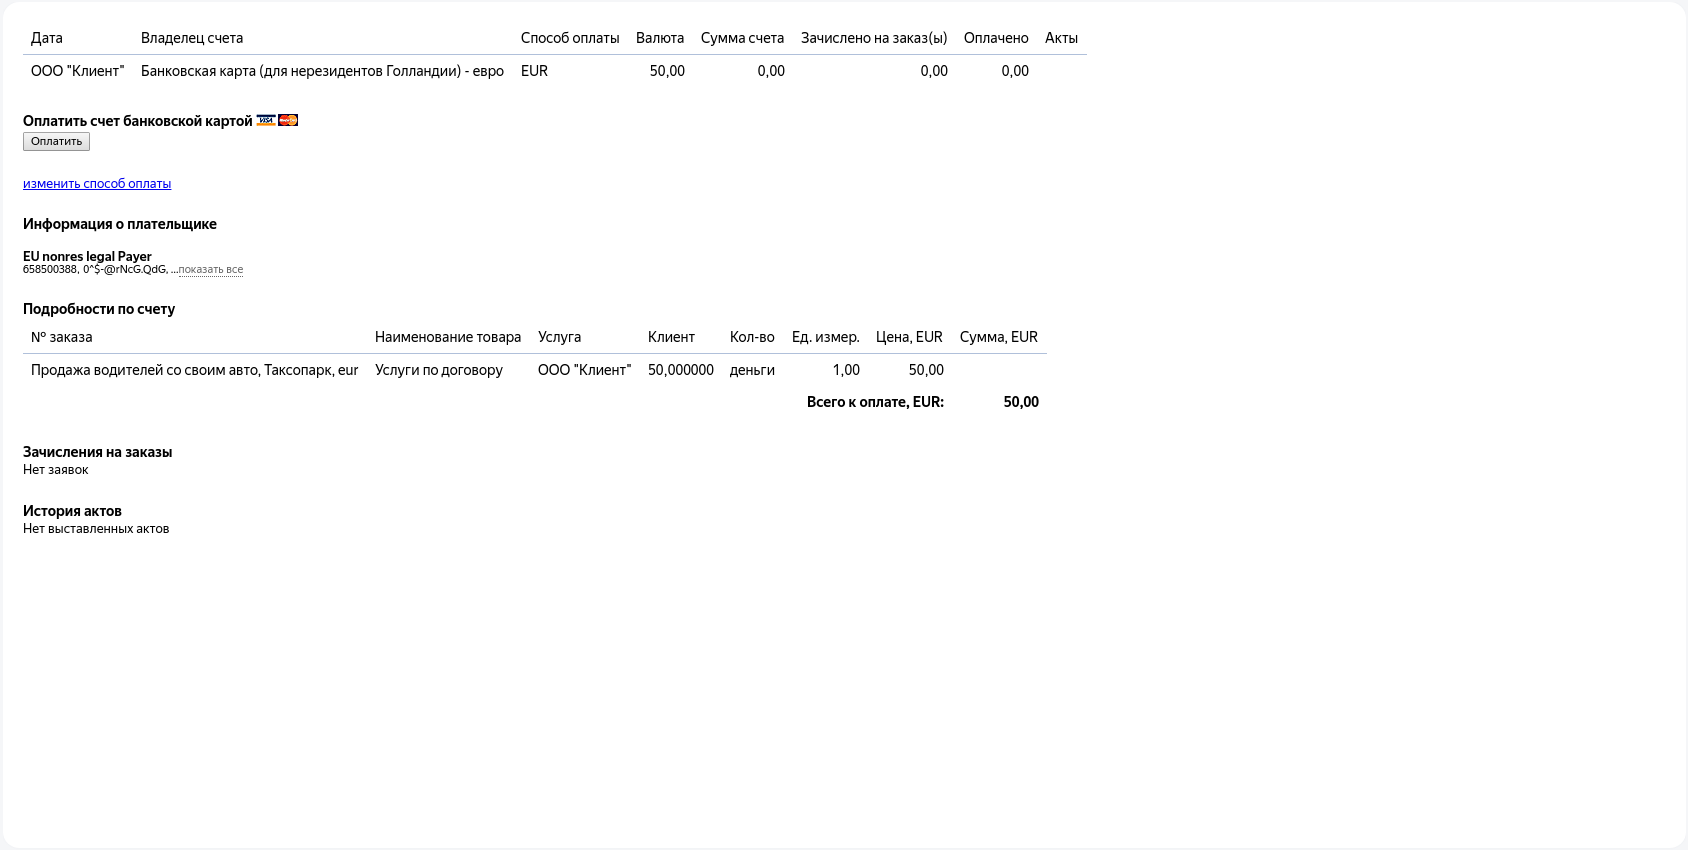 Дата Владелец счета Способ оплаты Валюта Сумма счета Зачислено на заказ(ы) Оплачено Акты
ООО "Клиент" Банковская карта (для нерезидентов Голландии) - евро EUR 50,00 0,00 0,00 0,00
Оплатить счет банковской картой VISA MasterCard
Оплатить
изменить способ оплаты
Информация о плательщике
EU nonres legal Payer
658500388, 0^$-@rNcG.QdG, ...показать все
Подробности по счету
№ заказа Наименование товара Услуга Клиент Кол-во Ед. измер. Цена, EUR Сумма, EUR
Продажа водителей со своим авто, Таксопарк, eur Услуги по договору ООО "Клиент" 50,000000 деньги 1,00 50,00
Всего к оплате, EUR: 50,00
Зачисления на заказы
Нет заявок
История актов
Нет выставленных актов